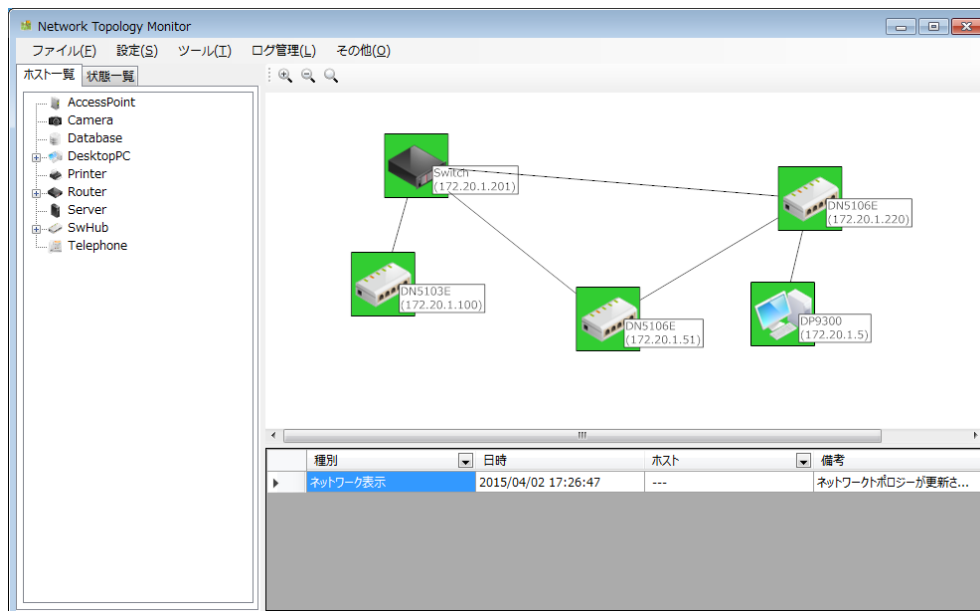 Network Topology Monitor
ファイル(F) 設定(S) ツール(T) ログ管理(L) その他(O)
ホスト一覧 状態一覧
AccessPoint
Camera
Database
DesktopPC
Printer
Router
Server
SwHub
Telephone
Switch
(172.20.1.201)
DN5106E
(172.20.1.220)
DN5103E
(172.20.1.100)
DN5106E
(172.20.1.51)
DP9300
(172.20.1.5)
種別 日時 ホスト 備考
ネットワーク表示 2015/04/02 17:26:47 --- ネットワークトポロジーが更新さ...